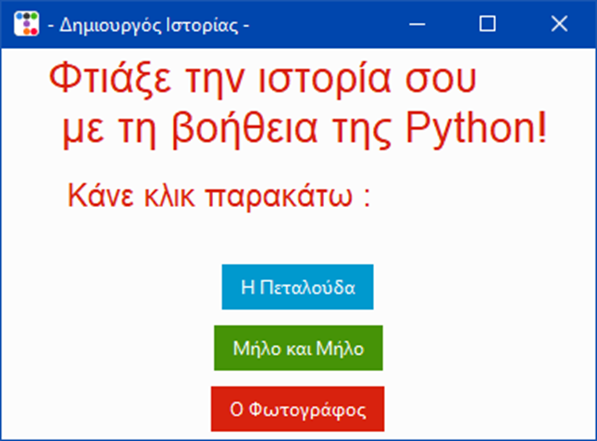 - Δημιουργός Ιστορίας -
Φτιάξε την ιστορία σου
με τη βοήθεια της Python!
Κάνε κλικ παρακάτω :
Η Πεταλούδα
Μήλο και Μήλο
Ο Φωτογράφος